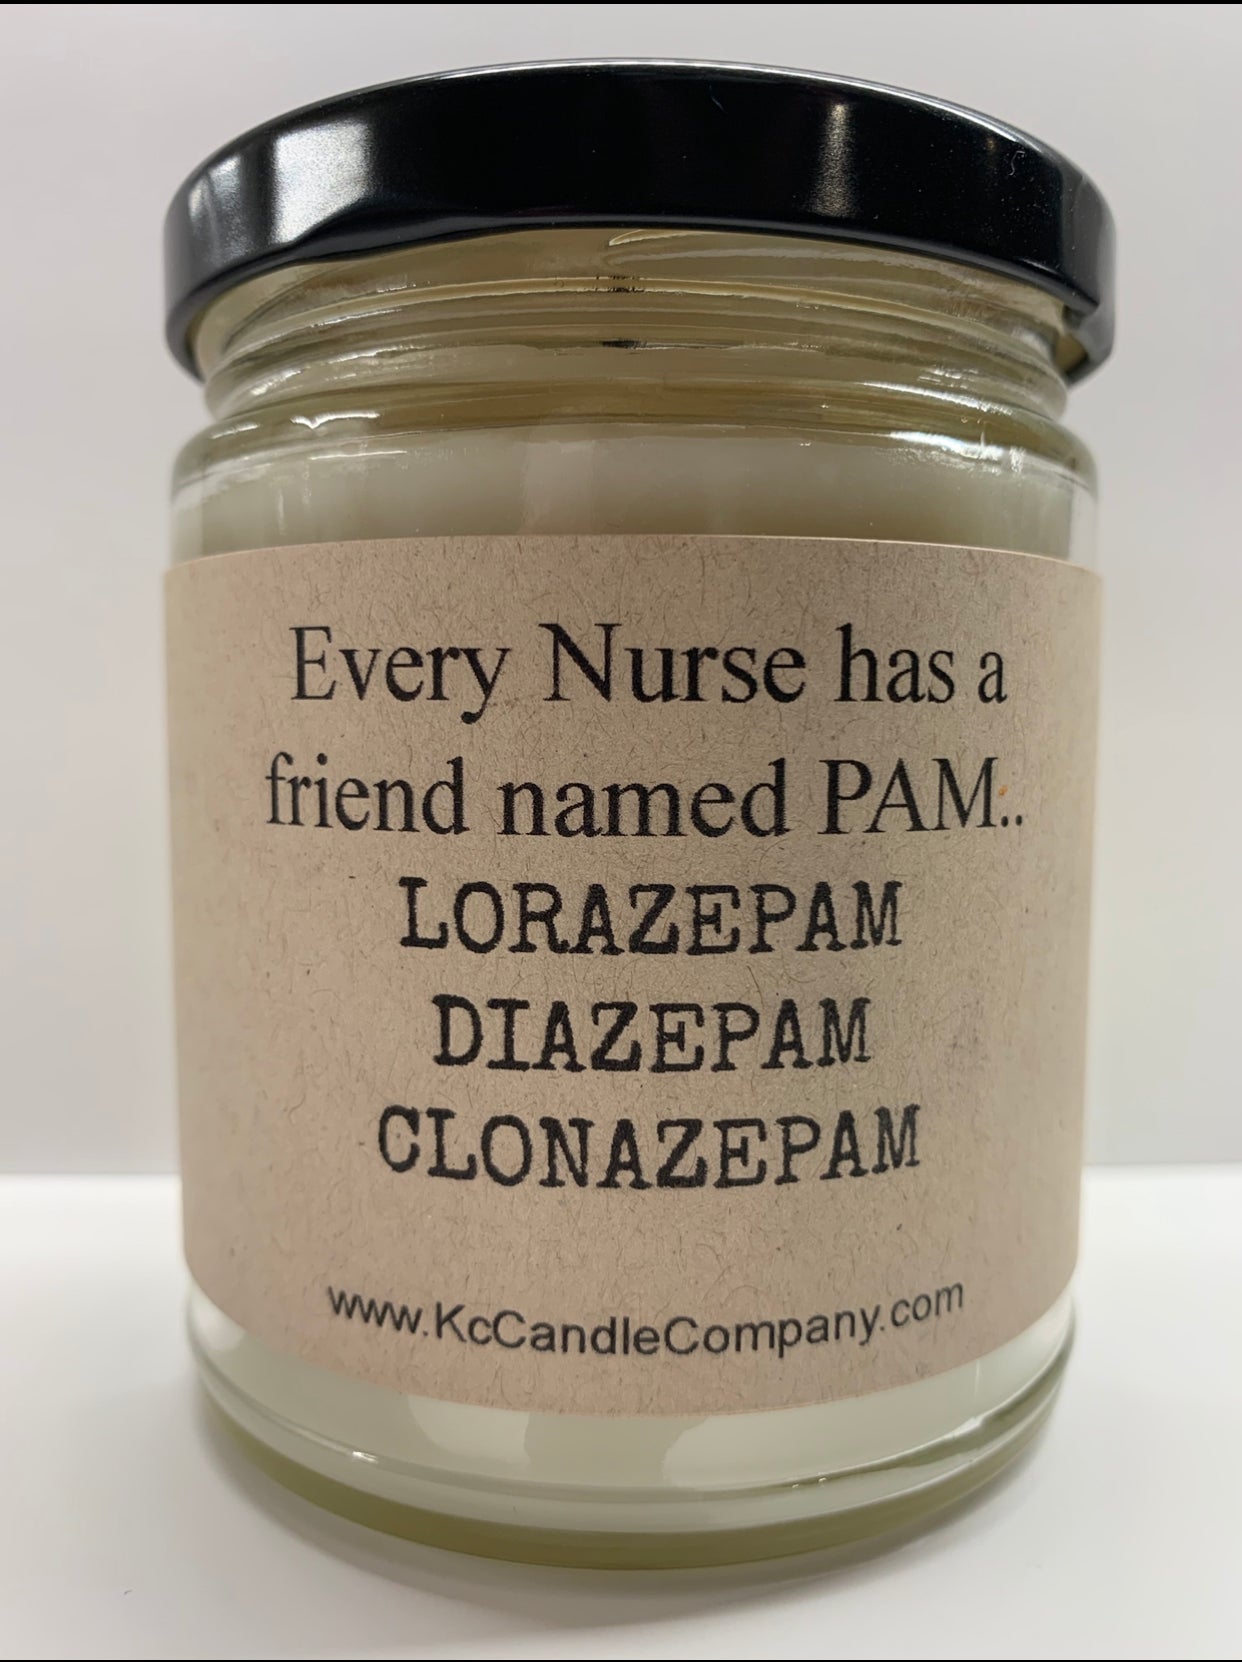 Every Nurse has a
friend named PAM..
LORAZEPAM
DIAZEPAM
CLONAZEPAM
www.KcCandleCompany.com